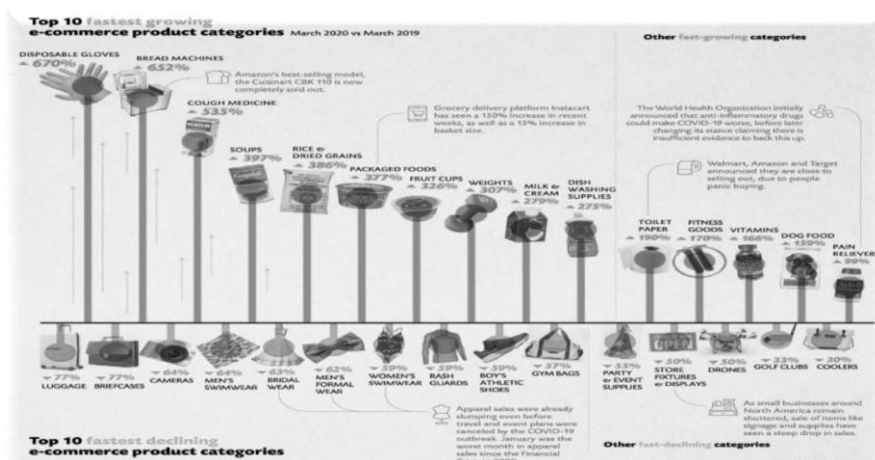 Top 10 fastest growing
e-commerce product categories March 2020 vs March 2019
Other fast-growing categories
DISPOSABLE GLOVES
670%
BREAD MACHINES
652%
Amazon's best-selling model,
the Cuisinart CBK 110 is now
completely sold out.
COUGH MEDICINE
535%
Grocery delivery platform Instacart
has seen a 150% increase in recent
weeks, as well as a 15% increase in
basket size.
The World Health Organization initially
announced that anti-inflammatory drugs
could make COVID-19 worse, before later
changing its stance claiming there is
insufficient evidence to back this up.
SOUPS
397%
RICE &
DRIED GRAINS
386%
PACKAGED FOODS
377%
FRUIT CUPS
326%
WEIGHTS
307%
MILK &
CREAM
279%
DISH
WASHING
SUPPLIES
275%
Walmart, Amazon and Target
announced they are close to
selling out, due to people
panic buying.
TOILET
PAPER
190%
FITNESS
GOODS
170%
VITAMINS
166%
DOG FOOD
159%
PAIN
RELIEVER
99%
77%
LUGGAGE
77%
BRIEFCASES
64%
CAMERAS
64%
MEN'S
SWIMWEAR
63%
BRIDAL
WEAR
62%
MEN'S
FORMAL
WEAR
59%
WOMEN'S
SWIMWEAR
59%
RASH
GUARDS
59%
BOY'S
ATHLETIC
SHOES
57%
GYM BAGS
55%
PARTY
& EVENT
SUPPLIES
OPEN
50%
STORE
FIXTURES
& DISPLAYS
50%
DRONES
33%
GOLF CLUBS
30%
COOLERS
Apparel sales were already
slumping even before
travel and event plans were
canceled by the COVID-19
outbreak. January was the
worst month in apparel
sales since the Financial
As small businesses around
North America remain
shuttered, sale of items like
signage and supplies have
seen a steep drop in sales.
Top 10 fastest declining
e-commerce product categories
Other fast-declining categories